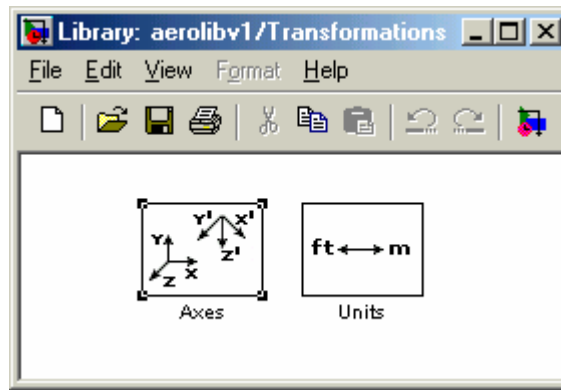 Library: aerolibv1/Transformations
File Edit View Format Help
Y' X'
Z'
Y
X
Z
ft m
Axes Units